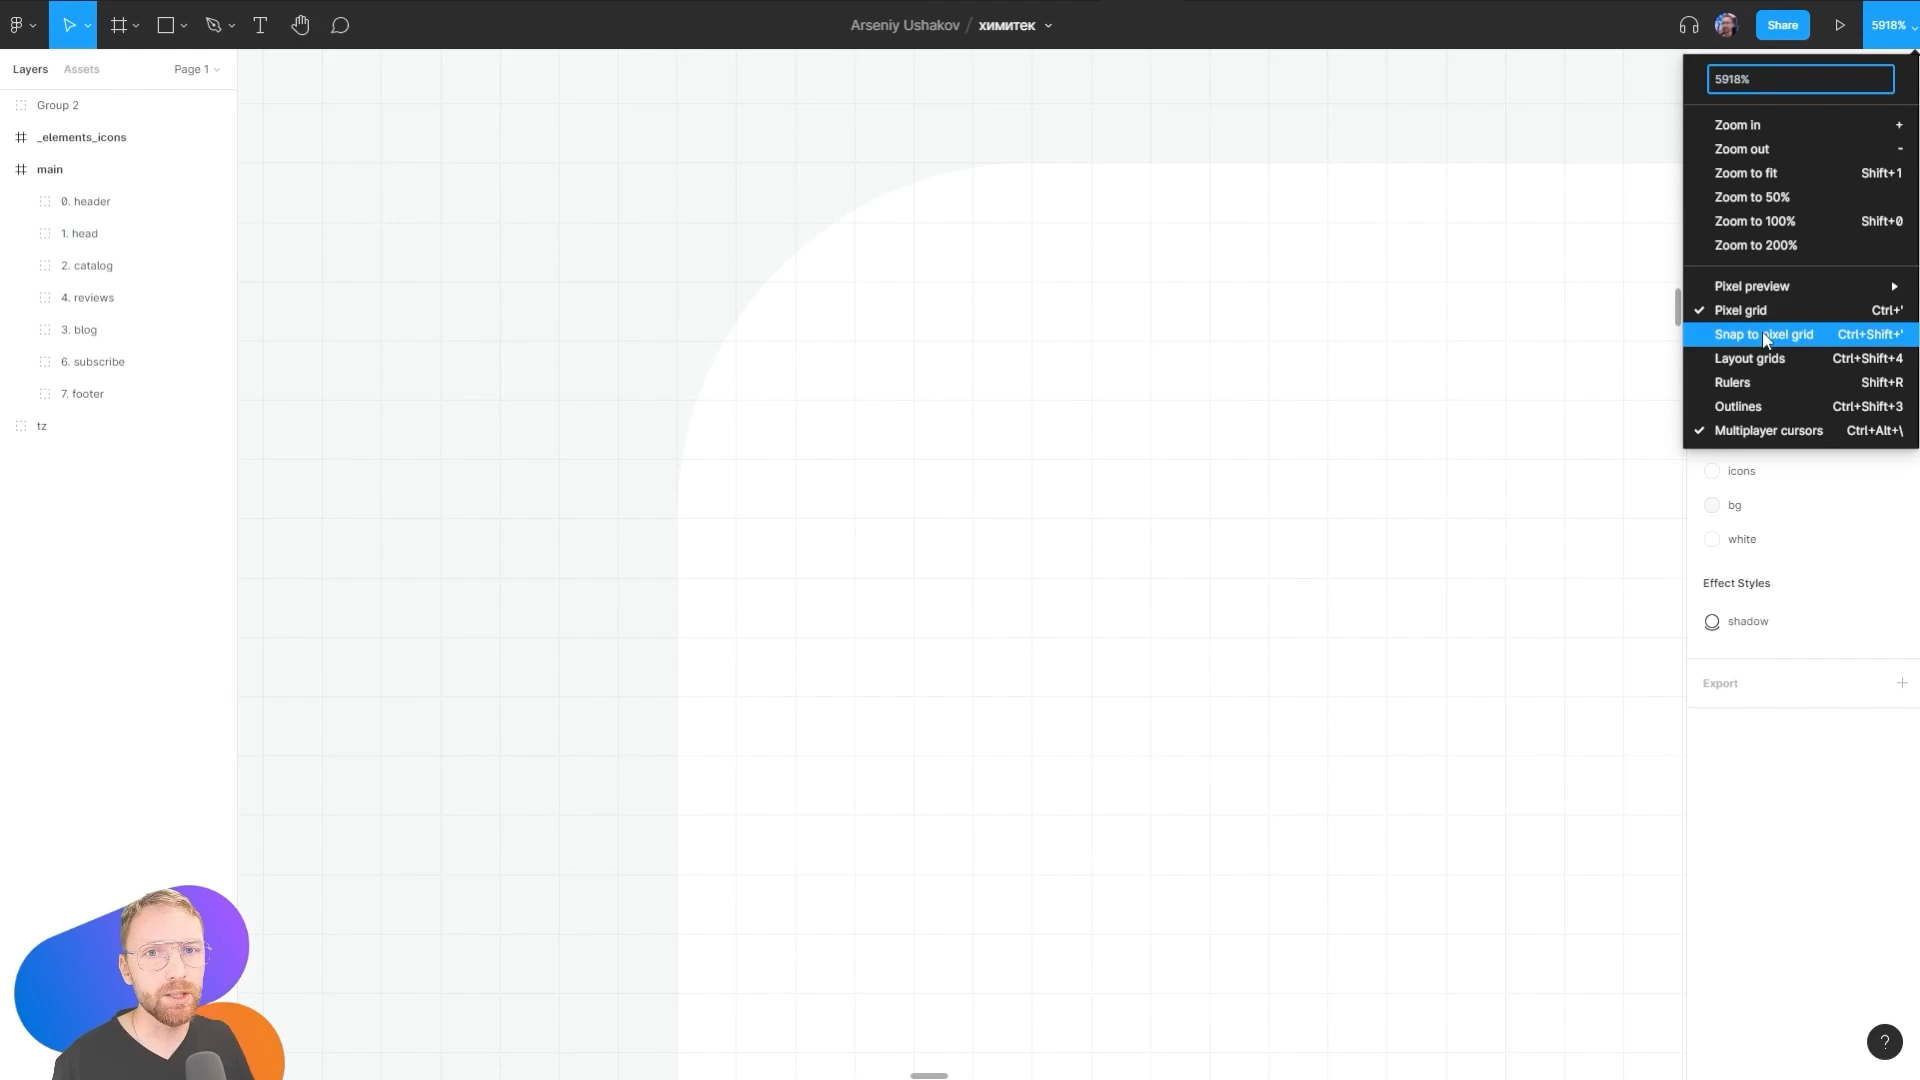 Arseniy Ushakov / химитек
Share
5918%
Layers
Assets
Page 1
Group 2
_elements_icons
main
0. header
1. head
2. catalog
4. reviews
3. blog
6. subscribe
7. footer
tz
5918%
Zoom in +
Zoom out -
Zoom to fit Shift+1
Zoom to 50%
Zoom to 100% Shift+0
Zoom to 200%
Pixel preview
Pixel grid Ctrl+'
Snap to pixel grid Ctrl+Shift+'
Layout grids Ctrl+Shift+4
Rulers Shift+R
Outlines Ctrl+Shift+3
Multiplayer cursors Ctrl+Alt+\
icons
bg
white
Effect Styles
shadow
Export
?